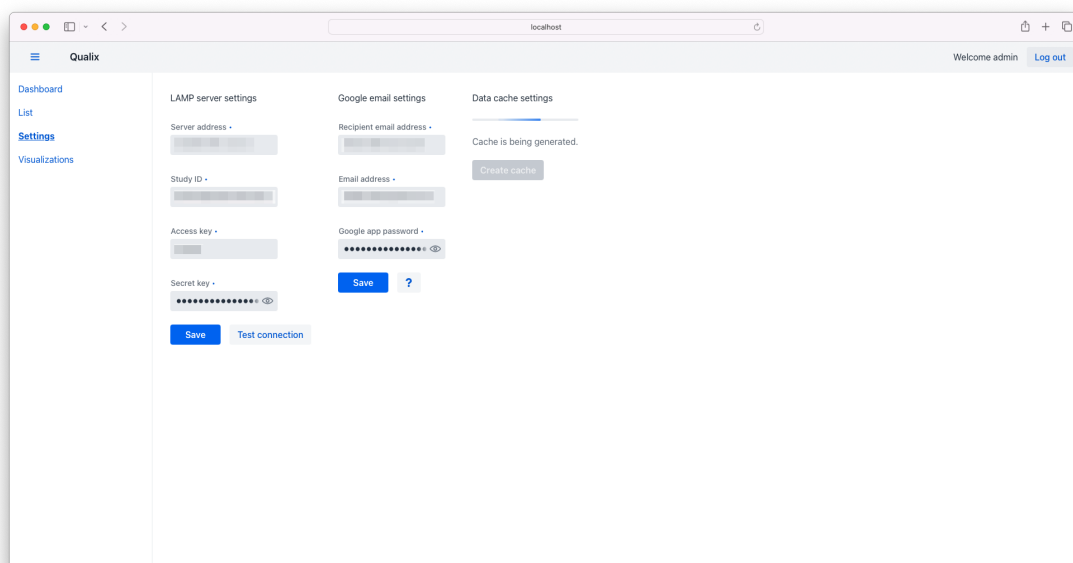 localhost
Qualix
Welcome admin
Log out
Dashboard
List
Settings
Visualizations
LAMP server settings
Server address •
Study ID •
Access key •
Secret key •
Save
Test connection
Google email settings
Recipient email address •
Email address •
Google app password •
Save
?
Data cache settings
Cache is being generated.
Create cache